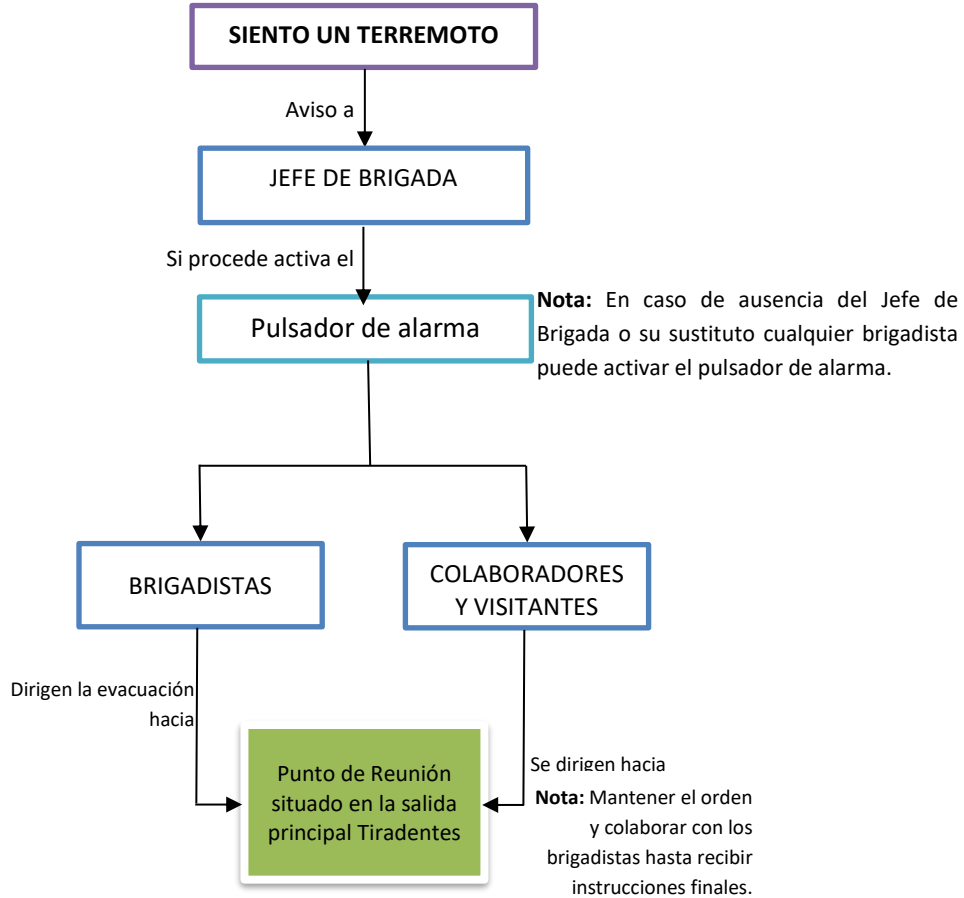 SIENTO UN TERREMOTO
Aviso a
JEFE DE BRIGADA
Si procede activa el
Pulsador de alarma
Nota: En caso de ausencia del Jefe de
Brigada o su sustituto cualquier brigadista
puede activar el pulsador de alarma.
BRIGADISTAS
COLABORADORES
Y VISITANTES
Dirigen la evacuación
hacia
Punto de Reunión
situado en la salida
principal Tiradentes
Se dirigen hacia
Nota: Mantener el orden
y colaborar con los
brigadistas hasta recibir
instrucciones finales.